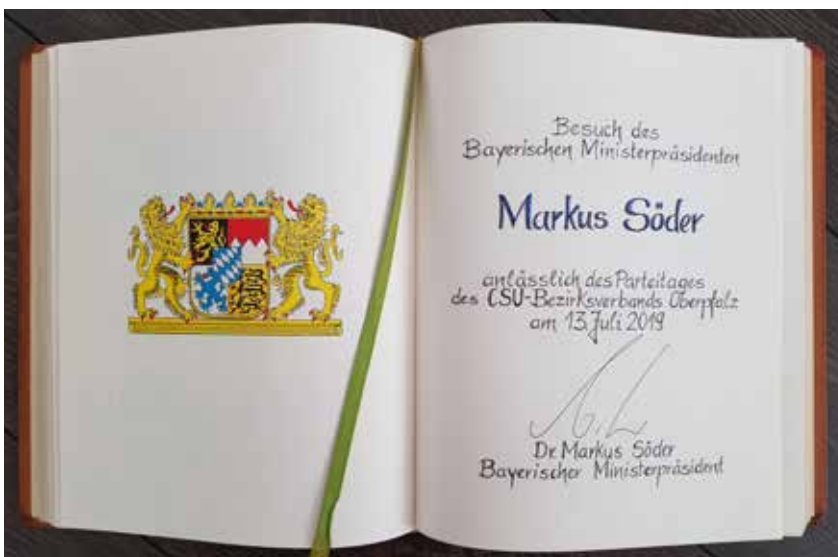 Besuch des
Bayerischen Ministerpräsidenten
Markus Söder
anlässlich des Parteitages
des CSU-Bezirksverbands Oberpfalz
am 13. Juli 2019
Dr. Markus Söder
Bayerischer Ministerpräsident